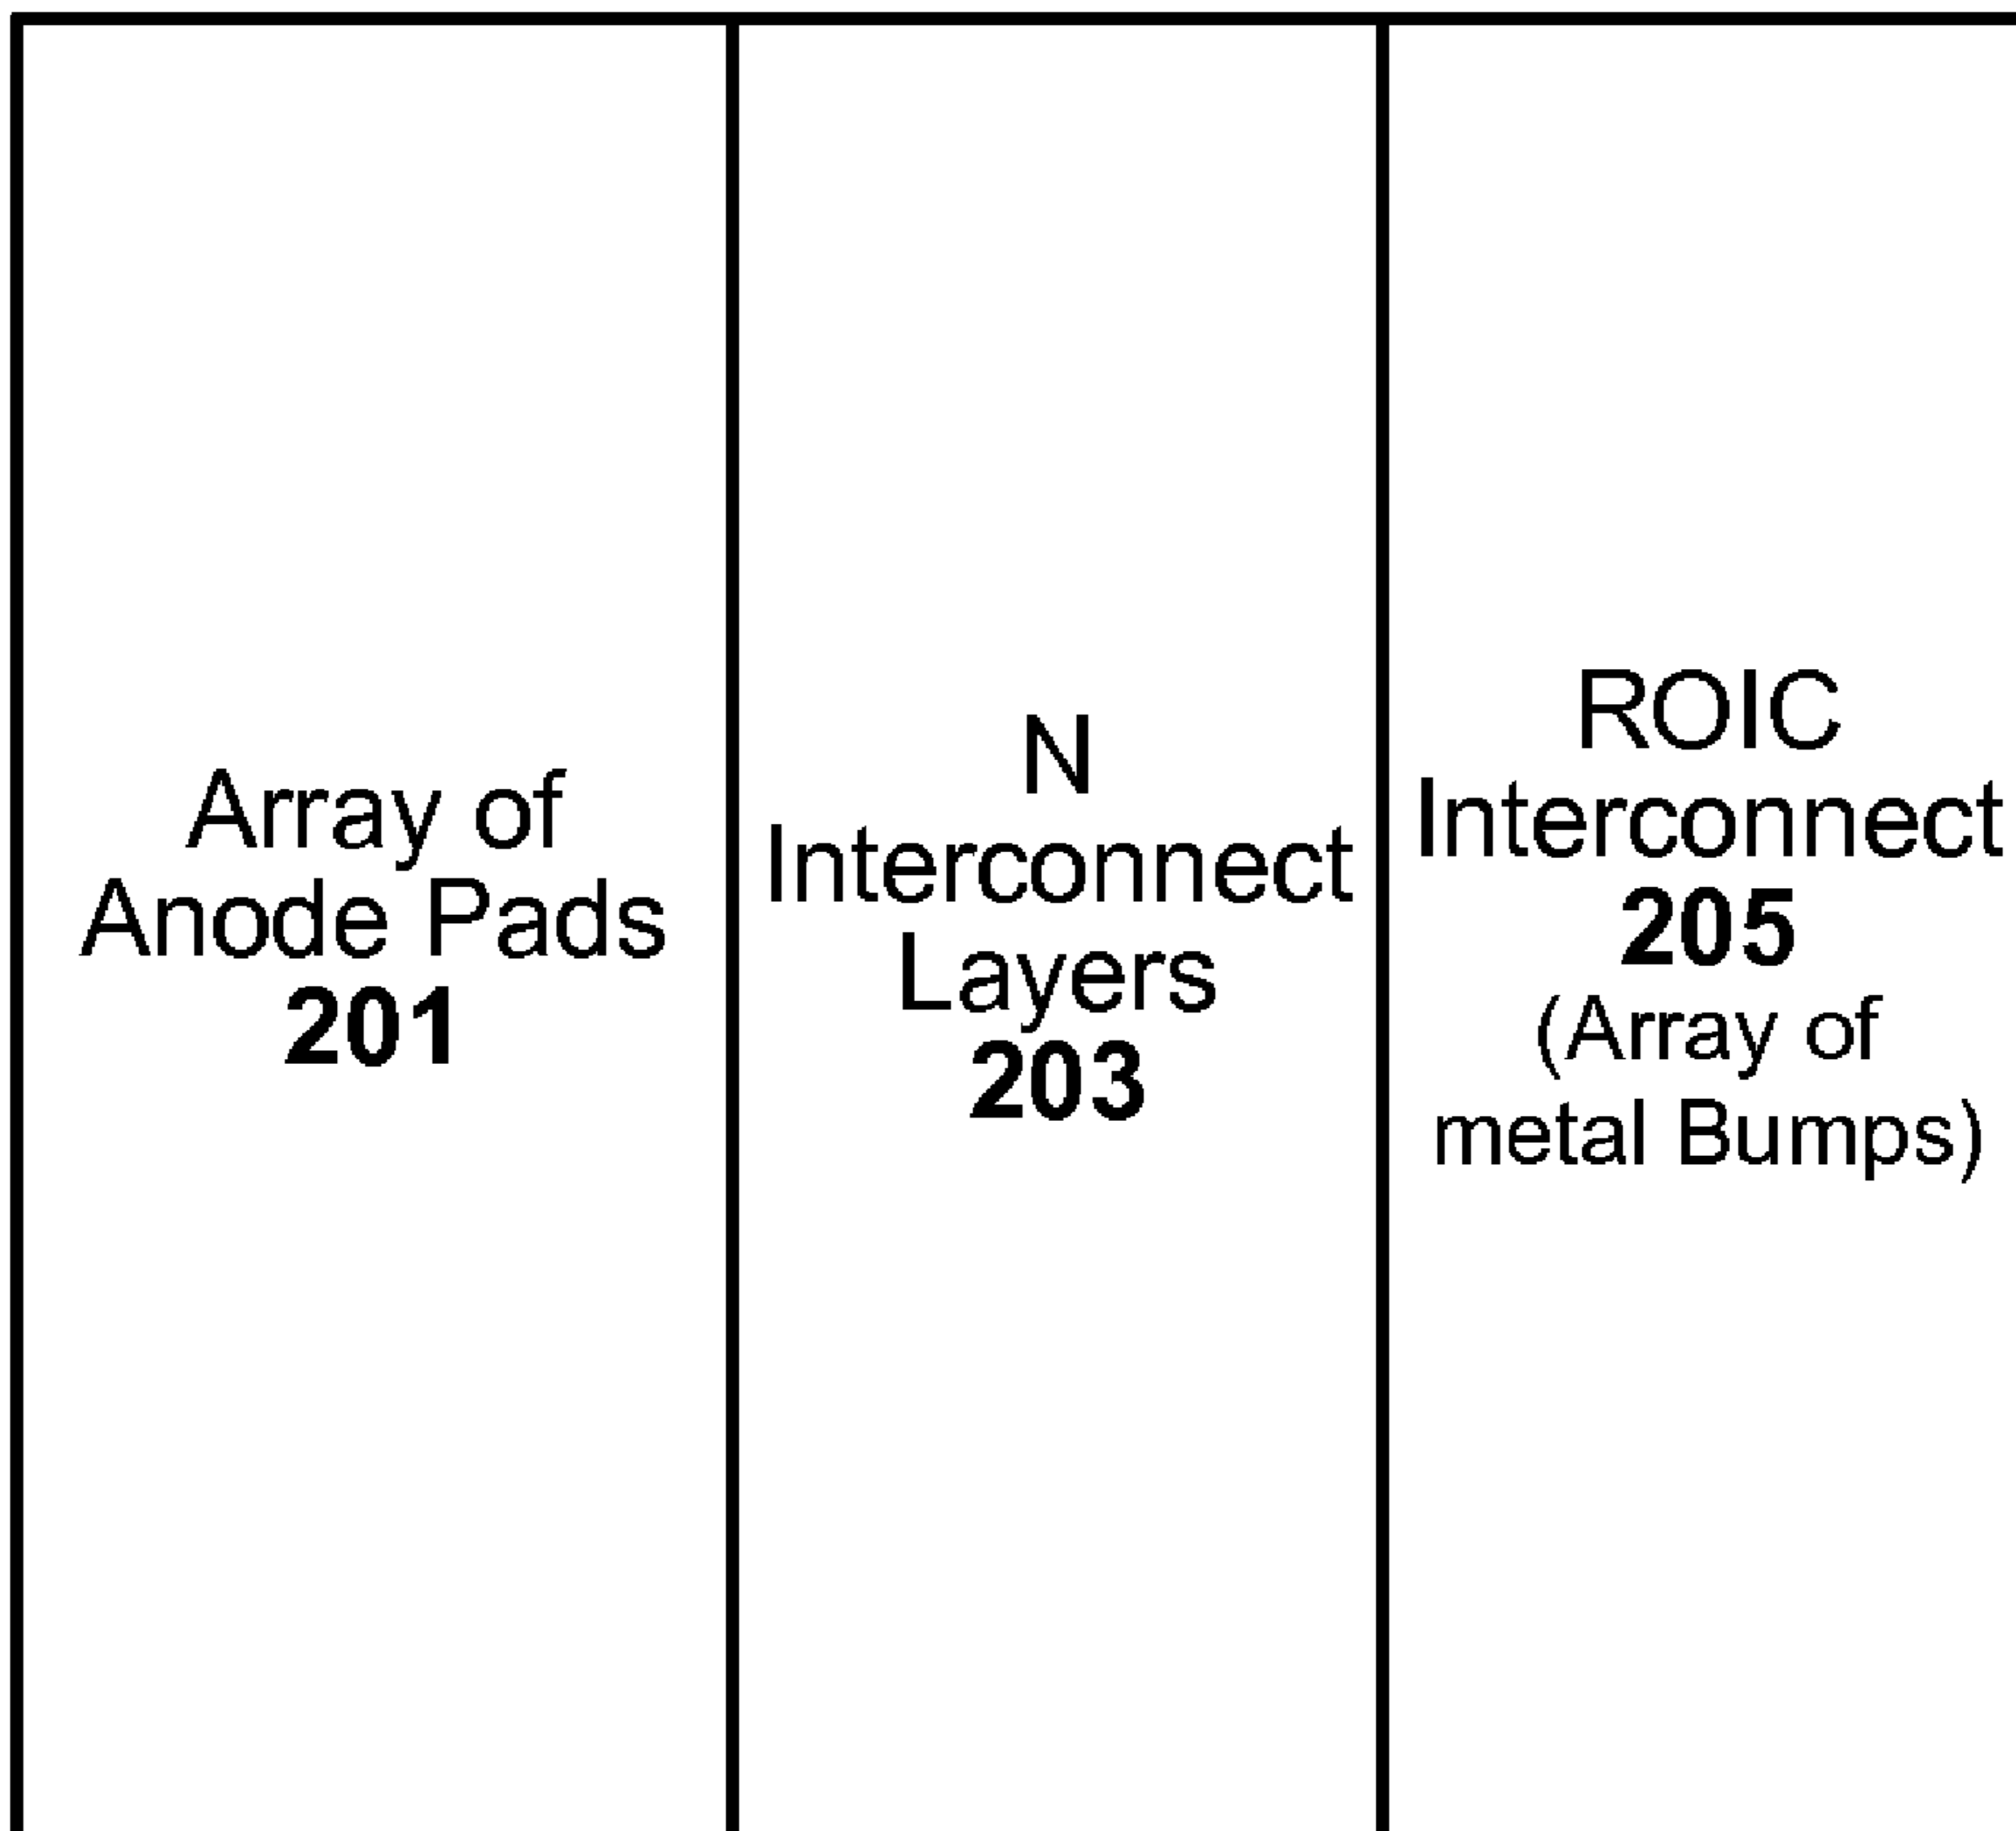 Array of
Anode Pads
201
N
Interconnect
Layers
203
ROIC
Interconnect
205
(Array of
metal Bumps)